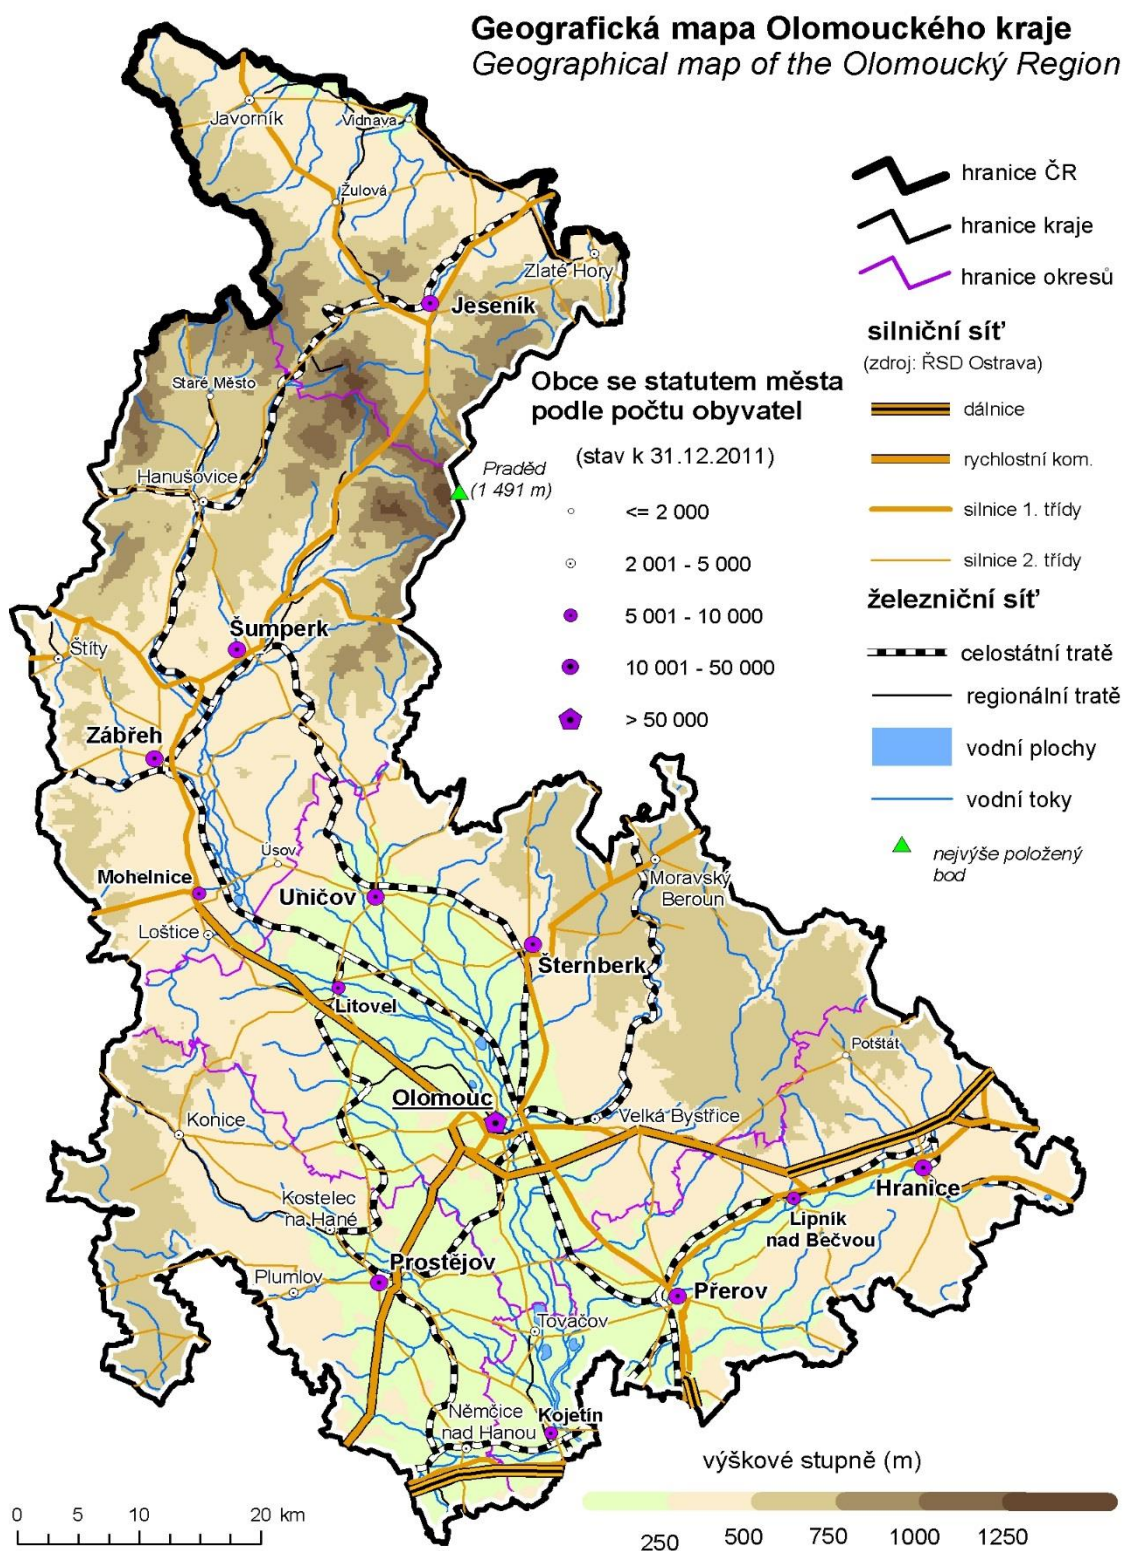 Geografická mapa Olomouckého kraje
Geographical map of the Olomoucký Region
Javorník
Vidnava
Žulová
Zlaté Hory
Jeseník
Staré Město
Hanušovice
Praděd
(1 491 m)
Šumperk
Štíty
Zábřeh
Úsov
Mohelnice
Uničov
Moravský
Beroun
Loštice
Šternberk
Litovel
Potštát
Olomouc
Velká Bystřice
Konice
Hranice
Kostelec
na Hané
Lipník
nad Bečvou
Prostějov
Plumlov
Přerov
Tovačov
Němčice
nad Hanou
Kojetín
hranice ČR
hranice kraje
hranice okresů
silniční síť
(zdroj: ŘSD Ostrava)
dálnice
rychlostní kom.
silnice 1. třídy
silnice 2. třídy
železniční síť
celostátní tratě
regionální tratě
vodní plochy
vodní toky
nejvýše položený
bod
Obce se statutem města
podle počtu obyvatel
(stav k 31.12.2011)
<= 2 000
2 001 - 5 000
5 001 - 10 000
10 001 - 50 000
> 50 000
výškové stupně (m)
250 500 750 1000 1250
0 5 10 20 km